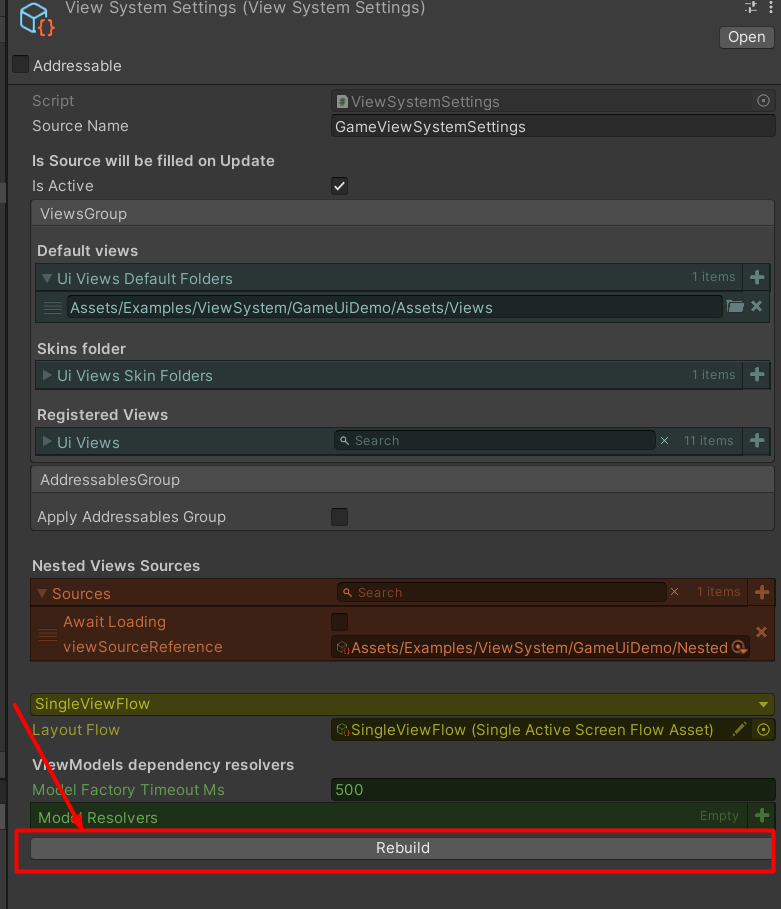 View System Settings (View System Settings)
Open
Addressable
Script ViewSystemSettings
Source Name GameViewSystemSettings
Is Source will be filled on Update
Is Active
ViewsGroup
Default views
Ui Views Default Folders 1 items
Assets/Examples/ViewSystem/GameUiDemo/Assets/Views
Skins folder
Ui Views Skin Folders 1 items
Registered Views
Ui Views Search 11 items
AddressablesGroup
Apply Addressables Group
Nested Views Sources
Sources Search 1 items
Await Loading
viewSourceReference Assets/Examples/ViewSystem/GameUiDemo/Nested
SingleViewFlow
Layout Flow SingleViewFlow (Single Active Screen Flow Asset)
ViewModels dependency resolvers
Model Factory Timeout Ms 500
Model Resolvers Empty
Rebuild